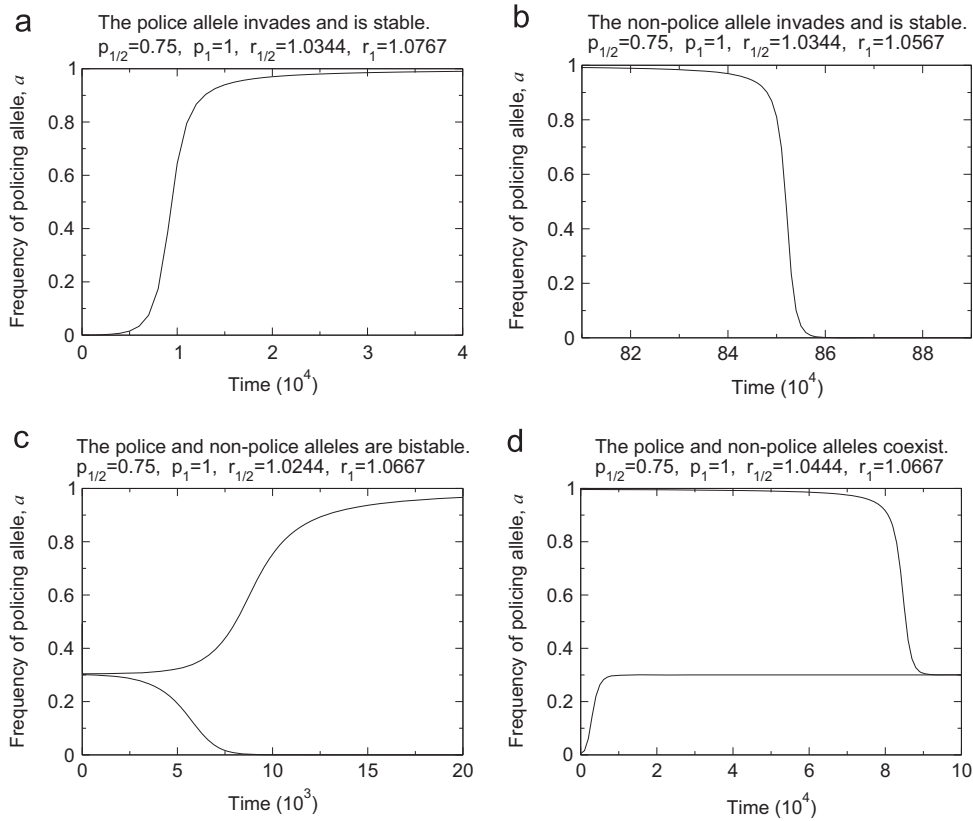 a
The police allele invades and is stable.
p1/2=0.75, p1=1, r1/2=1.0344, r1=1.0767
Frequency of policing allele, a
1
0.8
0.6
0.4
0.2
0
0 1 2 3 4
Time (10^4)
b
The non-police allele invades and is stable.
p1/2=0.75, p1=1, r1/2=1.0344, r1=1.0567
Frequency of policing allele, a
1
0.8
0.6
0.4
0.2
0
82 84 86 88
Time (10^4)
c
The police and non-police alleles are bistable.
p1/2=0.75, p1=1, r1/2=1.0244, r1=1.0667
Frequency of policing allele, a
1
0.8
0.6
0.4
0.2
0
0 5 10 15 20
Time (10^3)
d
The police and non-police alleles coexist.
p1/2=0.75, p1=1, r1/2=1.0444, r1=1.0667
Frequency of policing allele, a
1
0.8
0.6
0.4
0.2
0
0 2 4 6 8 10
Time (10^4)